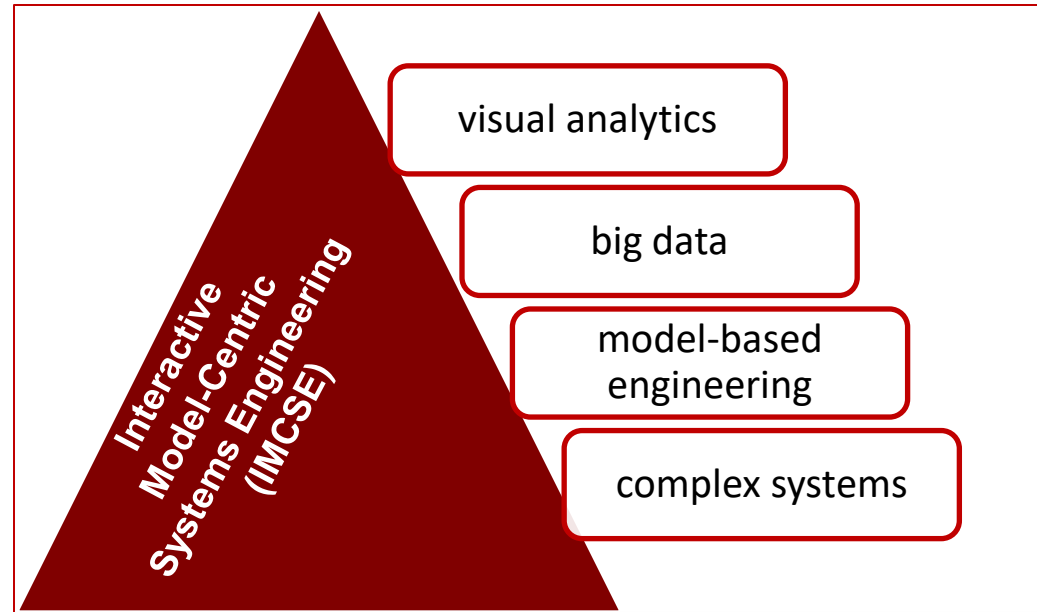 Interactive
Model-Centric
Systems Engineering
(IMCSE)
visual analytics
big data
model-based
engineering
complex systems